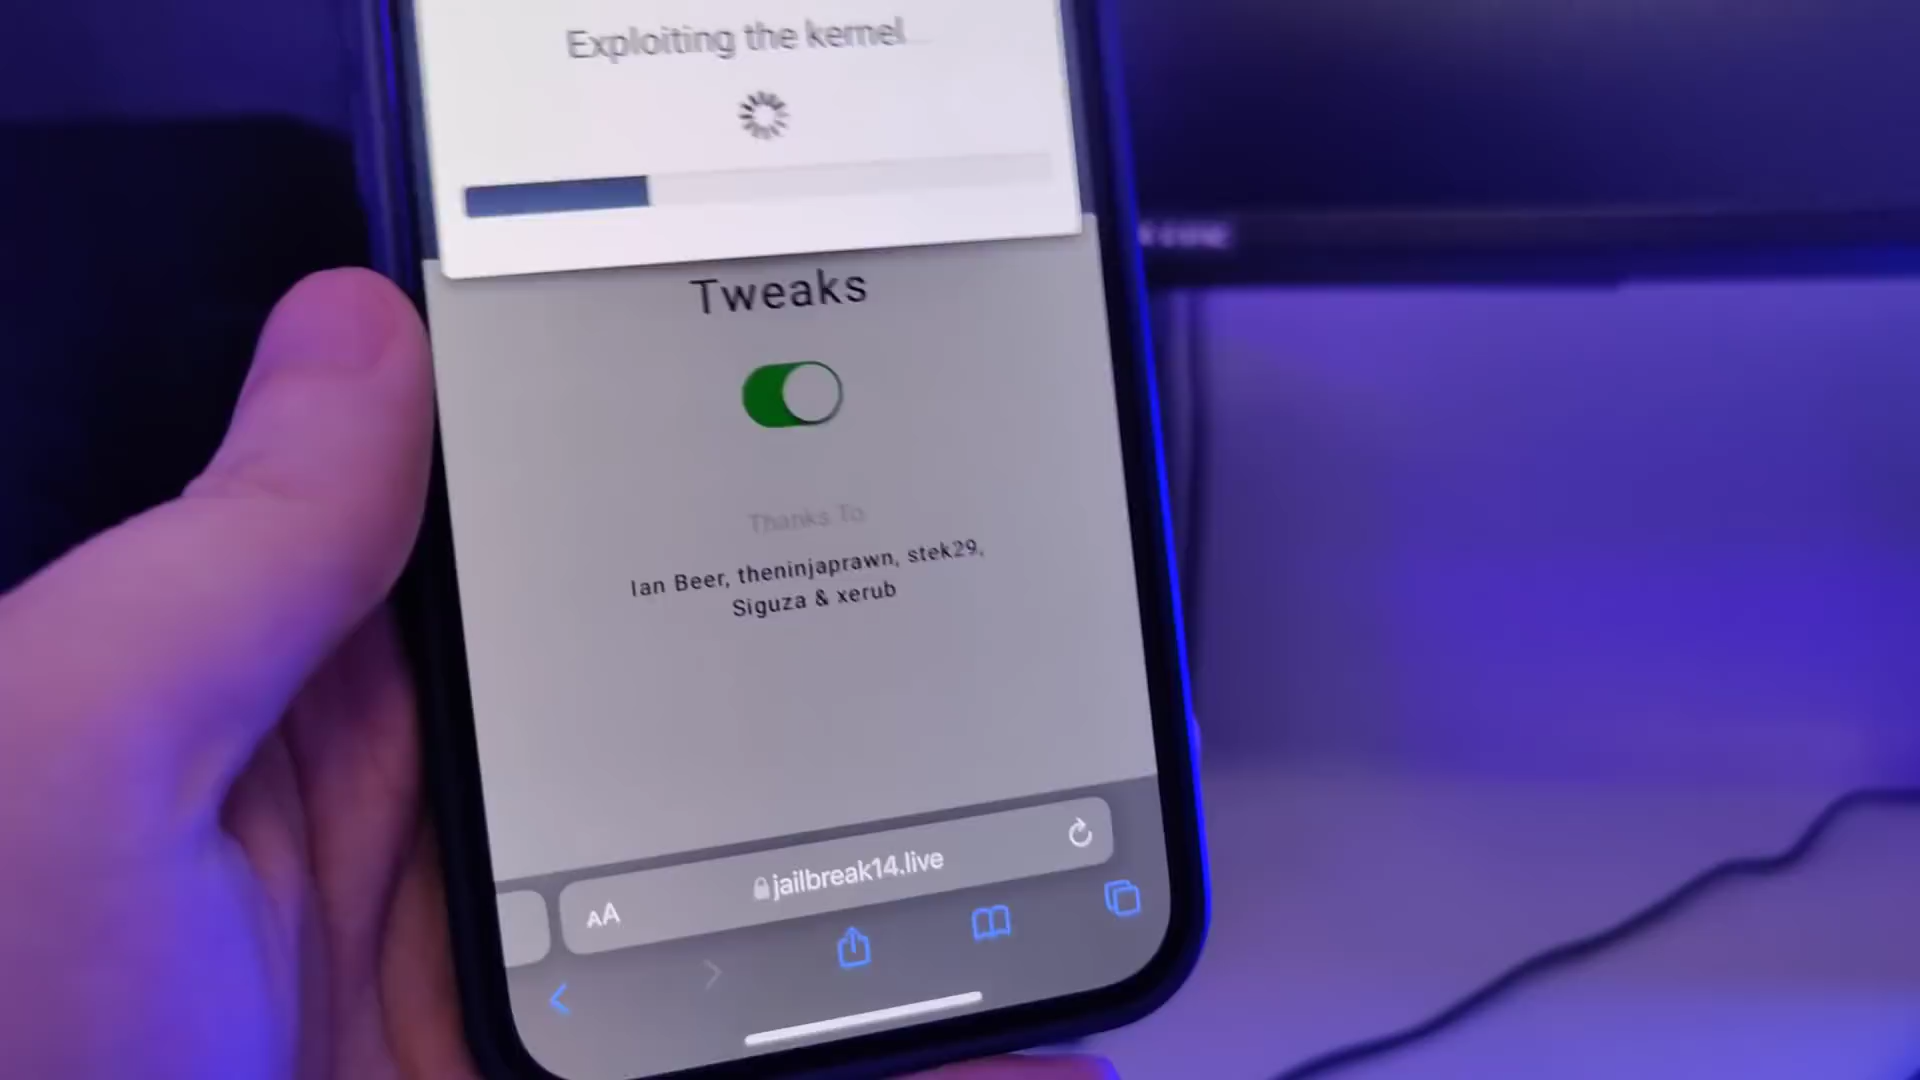 Exploiting the kernel
Tweaks
Thanks To
Ian Beer, theninjaprawn, stek29,
Siguza & xerub
AA
jailbreak14.live